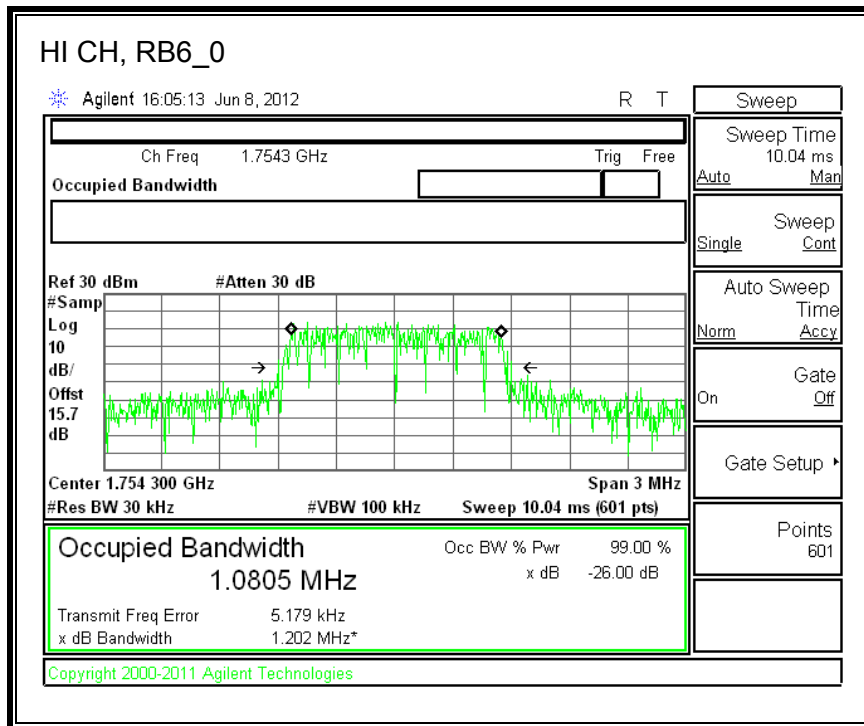 HI CH, RB6_0
Agilent 16:05:13 Jun 8, 2012 R T
Ch Freq 1.7543 GHz Trig Free
Occupied Bandwidth
Ref 30 dBm #Atten 30 dB
#Samp
Log
10
dB/
Offst
15.7
dB
Center 1.754 300 GHz Span 3 MHz
#Res BW 30 kHz #VBW 100 kHz Sweep 10.04 ms (601 pts)
Occupied Bandwidth Occ BW % Pwr 99.00 %
1.0805 MHz x dB -26.00 dB
Transmit Freq Error 5.179 kHz
x dB Bandwidth 1.202 MHz*
Copyright 2000-2011 Agilent Technologies
Sweep
Sweep Time
10.04 ms
Auto Man
Sweep
Single Cont
Auto Sweep
Time
Norm Accy
Gate
On Off
Gate Setup
Points
601